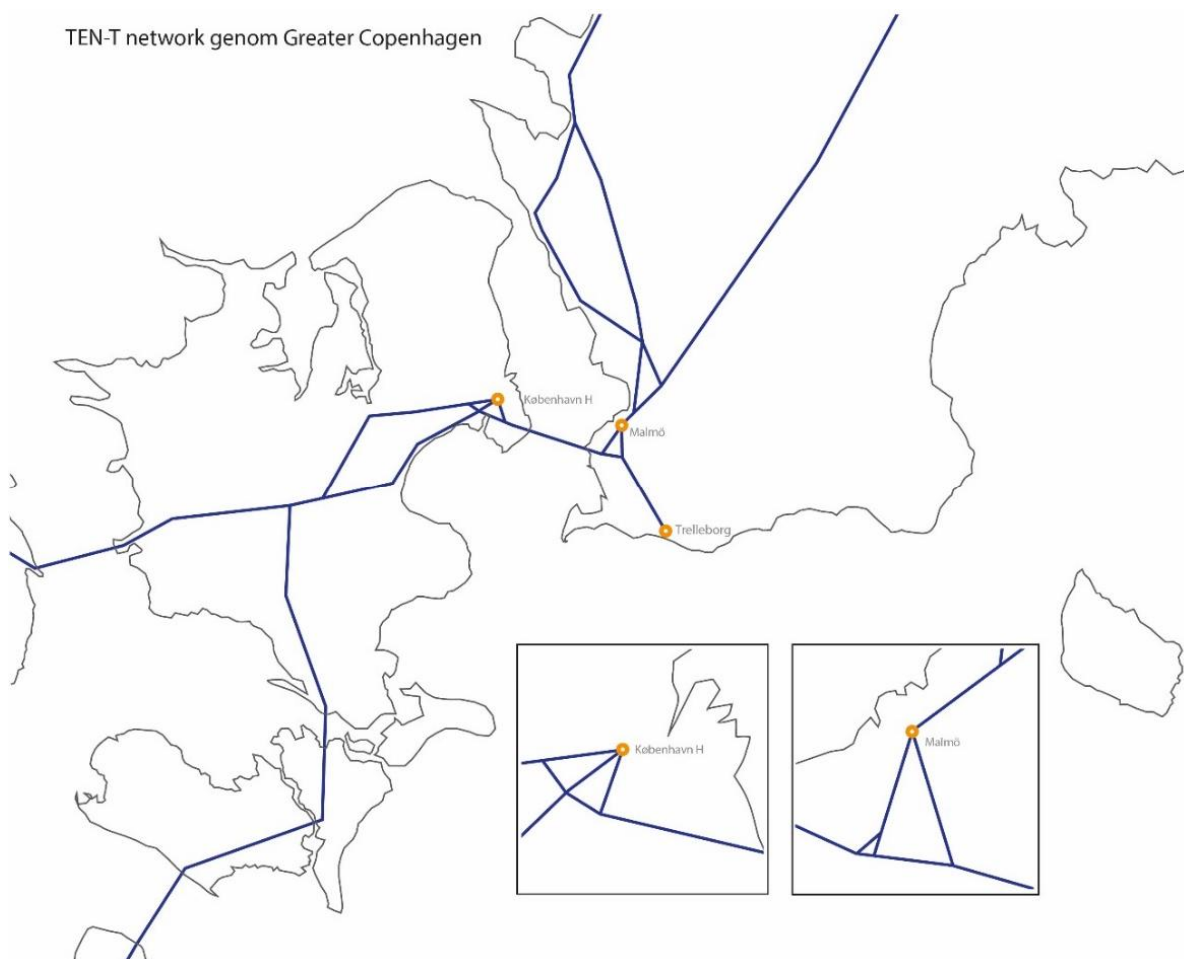 TEN-T network genom Greater Copenhagen
København H
Malmö
Trelleborg
København H
Malmö